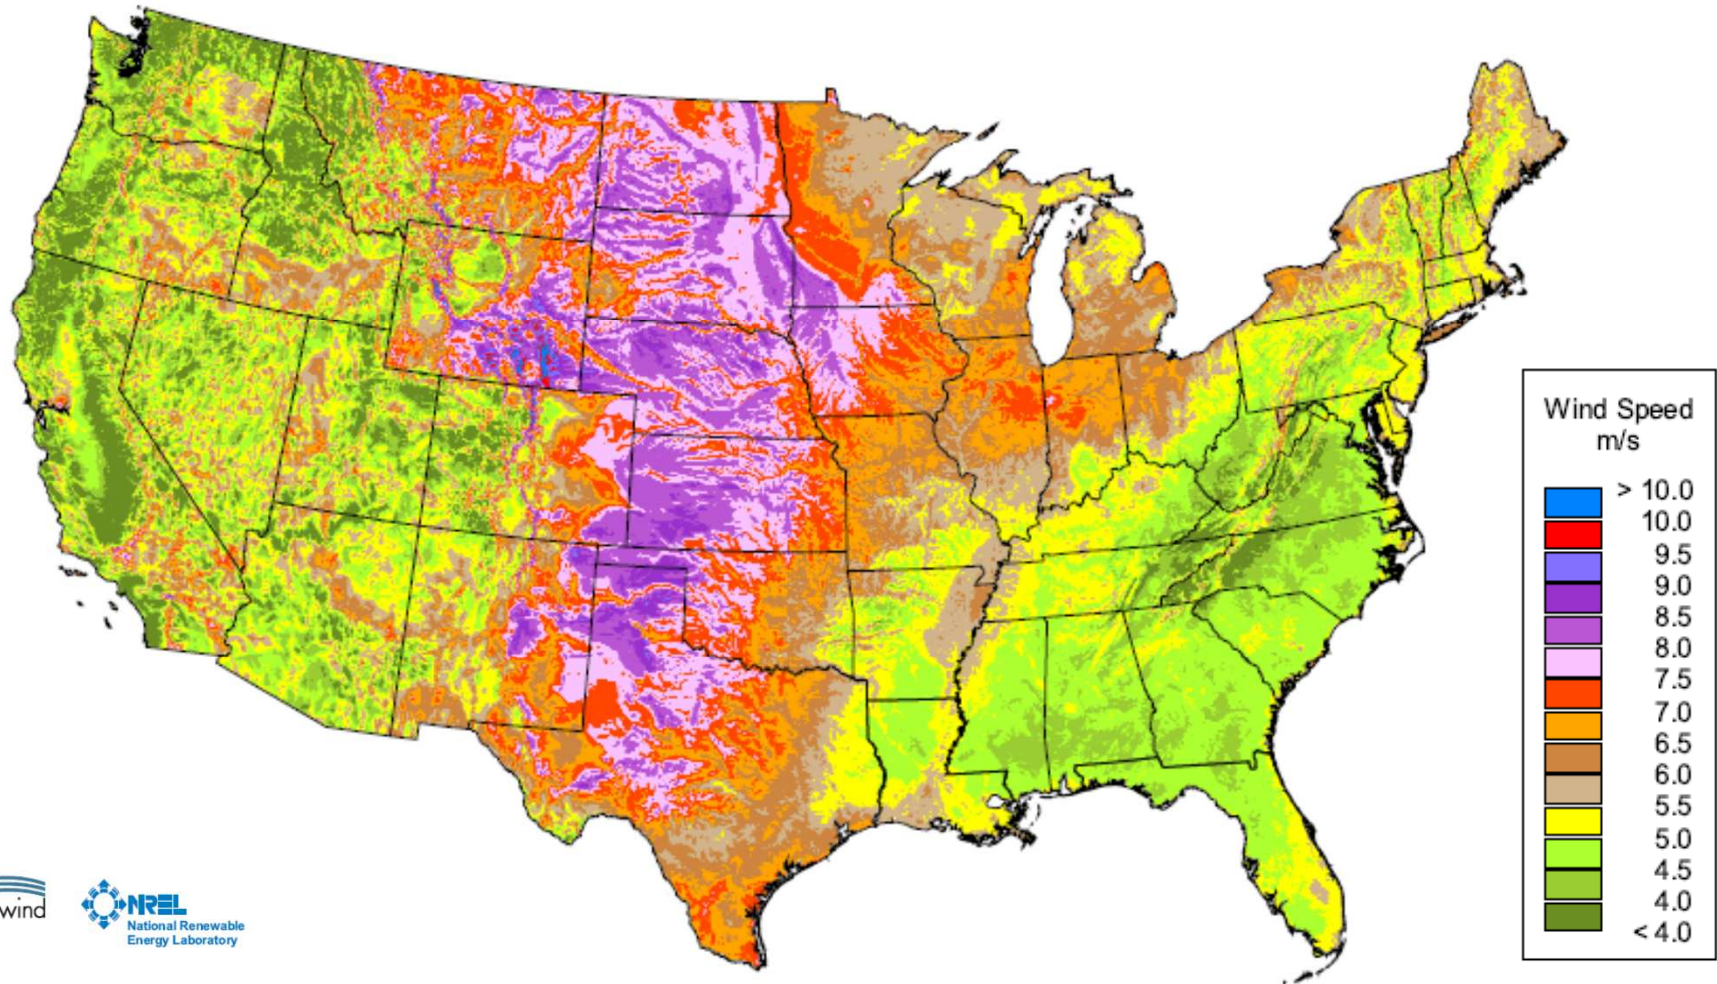 Wind Speed
m/s
> 10.0
10.0
9.5
9.0
8.5
8.0
7.5
7.0
6.5
6.0
5.5
5.0
4.5
4.0
< 4.0
wind
NREL
National Renewable
Energy Laboratory